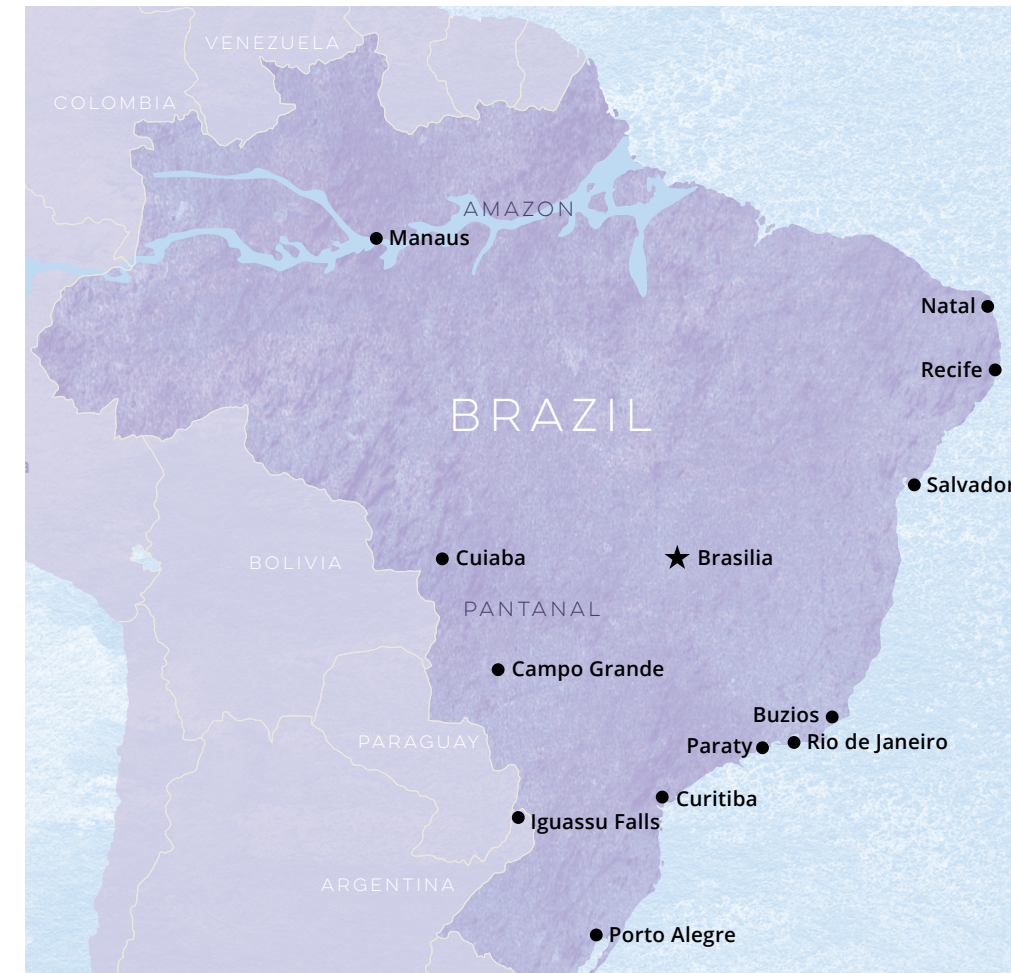 VENEZUELA
COLOMBIA
AMAZON
Manaus
Natal
Recife
BRAZIL
Salvador
Cuiaba
Brasilia
BOLIVIA
PANTANAL
Campo Grande
Buzios
Rio de Janeiro
Paraty
PARAGUAY
Curitiba
Iguassu Falls
ARGENTINA
Porto Alegre